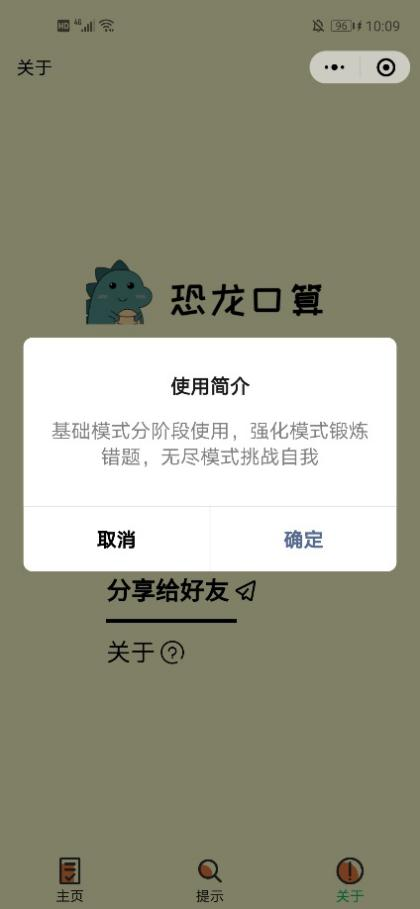 HD 4G 96 10:09
关于
恐龙口算
使用简介
基础模式分阶段使用，强化模式锻炼
错题，无尽模式挑战自我
取消 确定
分享给好友
关于
主页 提示 关于